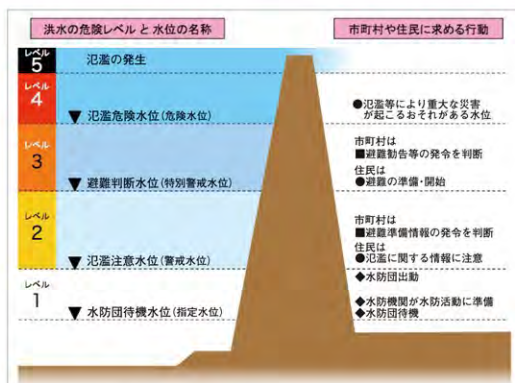 洪水の危険レベルと水位の名称
市町村や住民に求める行動
レベル
5
氾濫の発生
レベル
4
▼ 氾濫危険水位(危険水位)
●氾濫等により重大な災害
が起こるおそれがある水位
レベル
3
市町村は
■避難勧告等の発令を判断
住民は
●避難の準備・開始
▼ 避難判断水位(特別警戒水位)
レベル
2
市町村は
■避難準備情報の発令を判断
住民は
●氾濫に関する情報に注意
▼ 氾濫注意水位(警戒水位)
レベル
1
◆水防団出動
◆水防機関が水防活動に準備
▼ 水防団待機水位(指定水位)
◆水防団待機